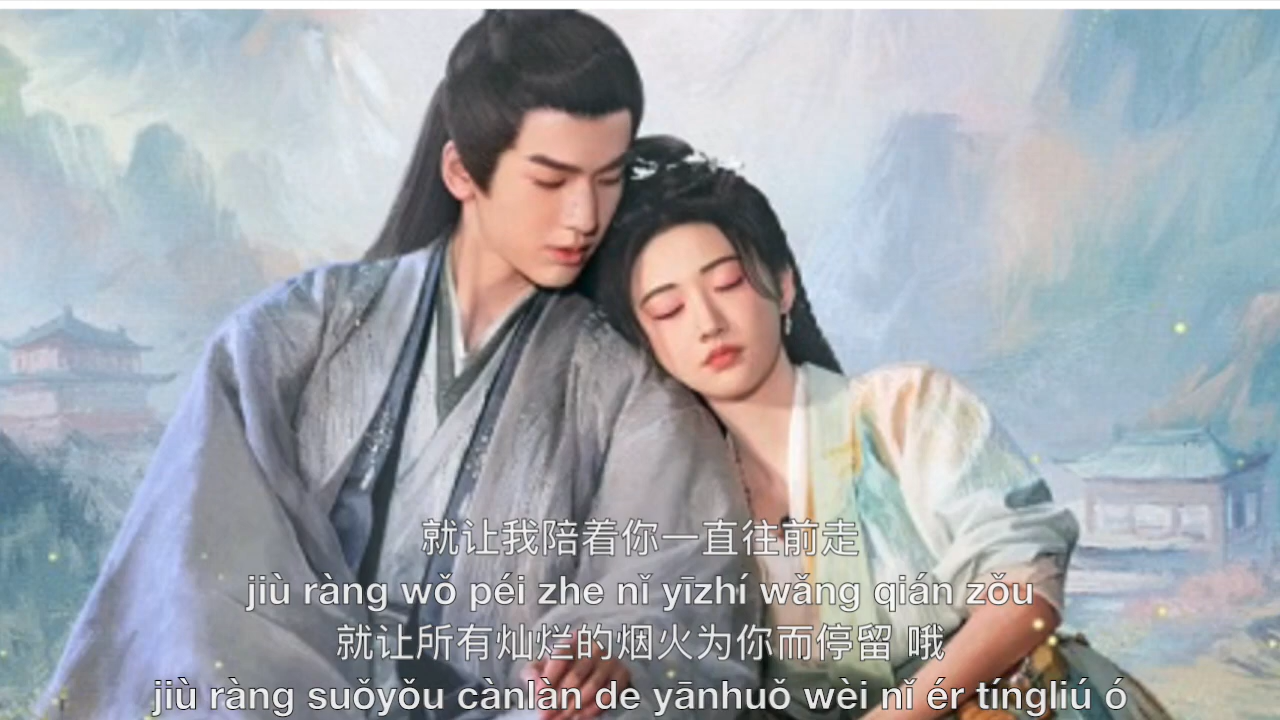 就让我陪着你一直往前走
jiù ràng wǒ péi zhe nǐ yīzhí wǎng qián zǒu
就让所有灿烂的烟火为你而停留 哦
jiù ràng suǒyǒu cànlàn de yānhuǒ wèi nǐ ér tíngliú ó